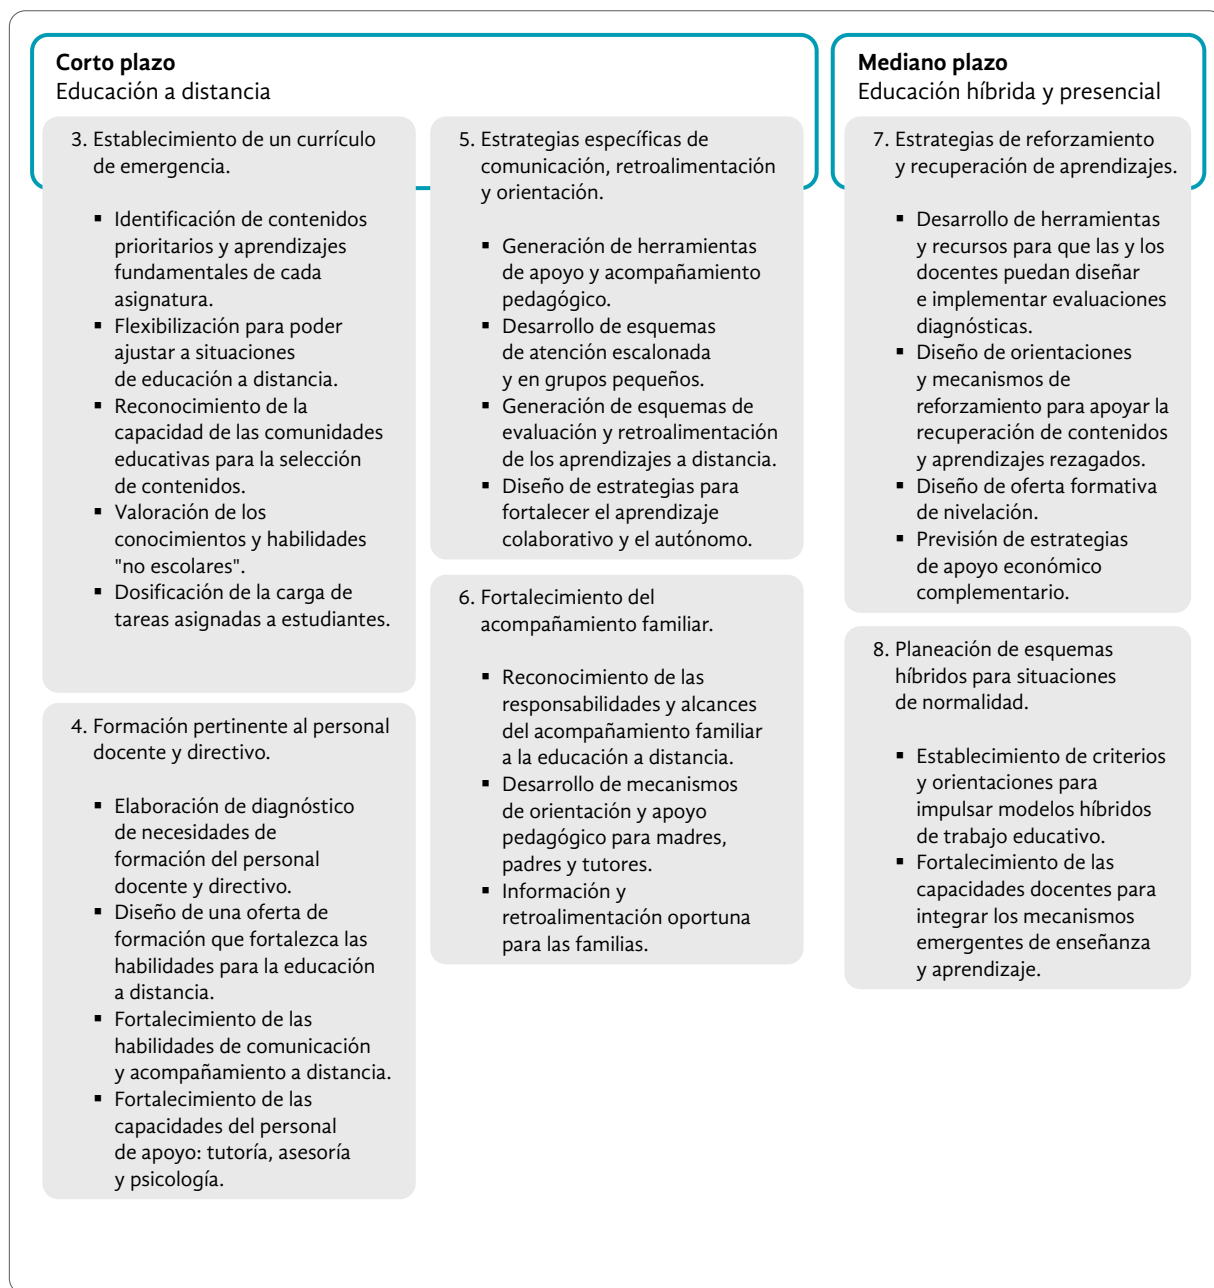 Corto plazo
Educación a distancia
3. Establecimiento de un currículo
de emergencia.
▪ Identificación de contenidos
prioritarios y aprendizajes
fundamentales de cada
asignatura.
▪ Flexibilización para poder
ajustar a situaciones
de educación a distancia.
▪ Reconocimiento de la
capacidad de las comunidades
educativas para la selección
de contenidos.
▪ Valoración de los
conocimientos y habilidades
"no escolares".
▪ Dosificación de la carga de
tareas asignadas a estudiantes.
4. Formación pertinente al personal
docente y directivo.
▪ Elaboración de diagnóstico
de necesidades de
formación del personal
docente y directivo.
▪ Diseño de una oferta de
formación que fortalezca las
habilidades para la educación
a distancia.
▪ Fortalecimiento de las
habilidades de comunicación
y acompañamiento a distancia.
▪ Fortalecimiento de las
capacidades del personal
de apoyo: tutoría, asesoría
y psicología.
5. Estrategias específicas de
comunicación, retroalimentación
y orientación.
▪ Generación de herramientas
de apoyo y acompañamiento
pedagógico.
▪ Desarrollo de esquemas
de atención escalonada
y en grupos pequeños.
▪ Generación de esquemas de
evaluación y retroalimentación
de los aprendizajes a distancia.
▪ Diseño de estrategias para
fortalecer el aprendizaje
colaborativo y el autónomo.
6. Fortalecimiento del
acompañamiento familiar.
▪ Reconocimiento de las
responsabilidades y alcances
del acompañamiento familiar
a la educación a distancia.
▪ Desarrollo de mecanismos
de orientación y apoyo
pedagógico para madres,
padres y tutores.
▪ Información y
retroalimentación oportuna
para las familias.
Mediano plazo
Educación híbrida y presencial
7. Estrategias de reforzamiento
y recuperación de aprendizajes.
▪ Desarrollo de herramientas
y recursos para que las y los
docentes puedan diseñar
e implementar evaluaciones
diagnósticas.
▪ Diseño de orientaciones
y mecanismos de
reforzamiento para apoyar la
recuperación de contenidos
y aprendizajes rezagados.
▪ Diseño de oferta formativa
de nivelación.
▪ Previsión de estrategias
de apoyo económico
complementario.
8. Planeación de esquemas
híbridos para situaciones
de normalidad.
▪ Establecimiento de criterios
y orientaciones para
impulsar modelos híbridos
de trabajo educativo.
▪ Fortalecimiento de las
capacidades docentes para
integrar los mecanismos
emergentes de enseñanza
y aprendizaje.